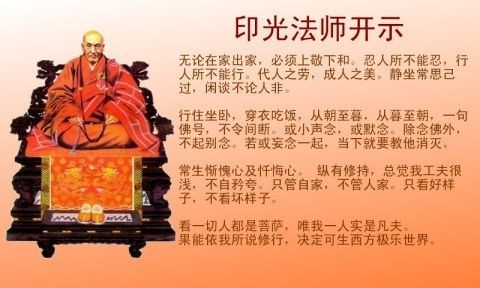 印光法师开示
无论在家出家，必须上敬下和。忍人所不能忍，行
人所不能行。代人之劳，成人之美。静坐常思己
过，闲谈不论人非。
行住坐卧，穿衣吃饭，从朝至暮，从暮至朝，一句
佛号，不令间断。或小声念，或默念。除念佛外，
不起别念。若或妄念一起，当下就要教他消灭。
常生惭愧心及忏悔心。 纵有修持，总觉我工夫很
浅，不自矜夸。只管自家，不管人家。只看好样
子，不看坏样子。
看一切人都是菩萨，唯我一人实是凡夫。
果能依我所说修行，决定可生西方极乐世界。